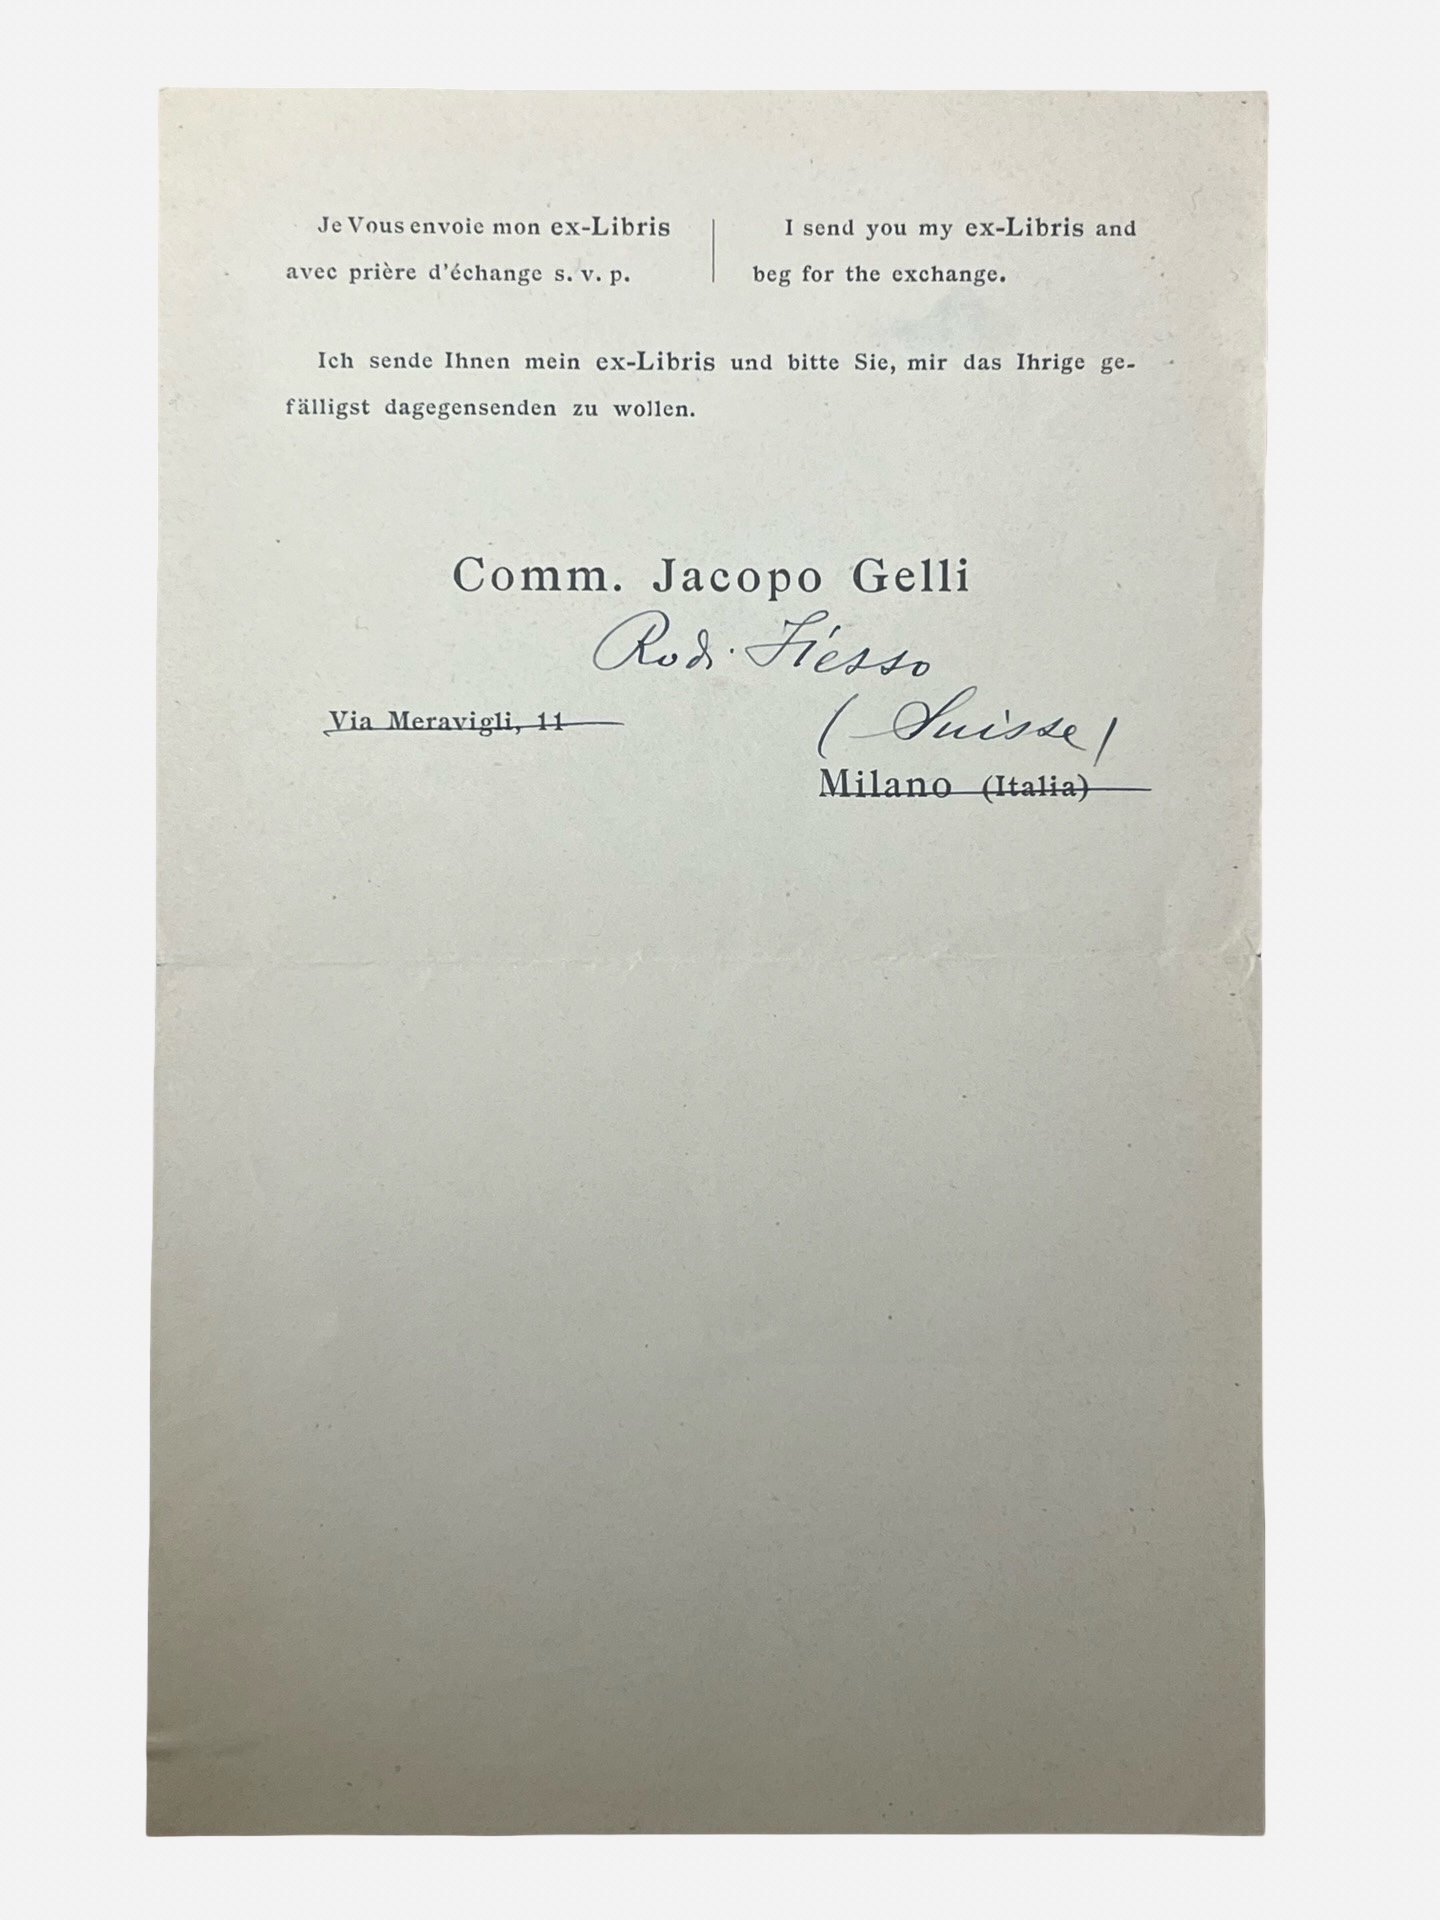 Je Vous envoie mon ex-Libris
avec prière d'échange s. v. p.
I send you my ex-Libris and
beg for the exchange.
Ich sende Ihnen mein ex-Libris und bitte Sie, mir das Ihrige ge-
fälligst dagegensenden zu wollen.
Comm. Jacopo Gelli
Rodi-Fiesso
Via Meravigli, 11
(Suisse)
Milano (Italia)